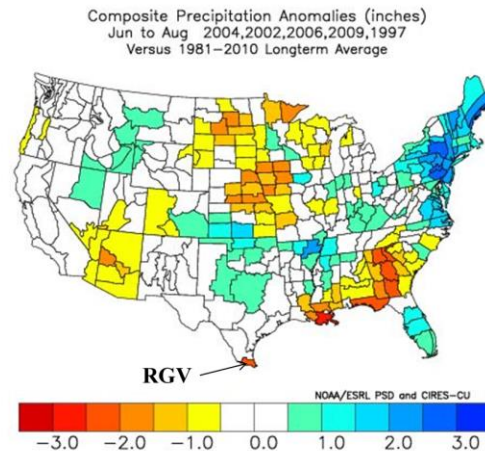 Composite Precipitation Anomalies (inches)
Jun to Aug 2004,2002,2006,2009,1997
Versus 1981-2010 Longterm Average
RGV
NOAA/ESRL PSD and CIRES-CU
-3.0 -2.0 -1.0 0.0 1.0 2.0 3.0